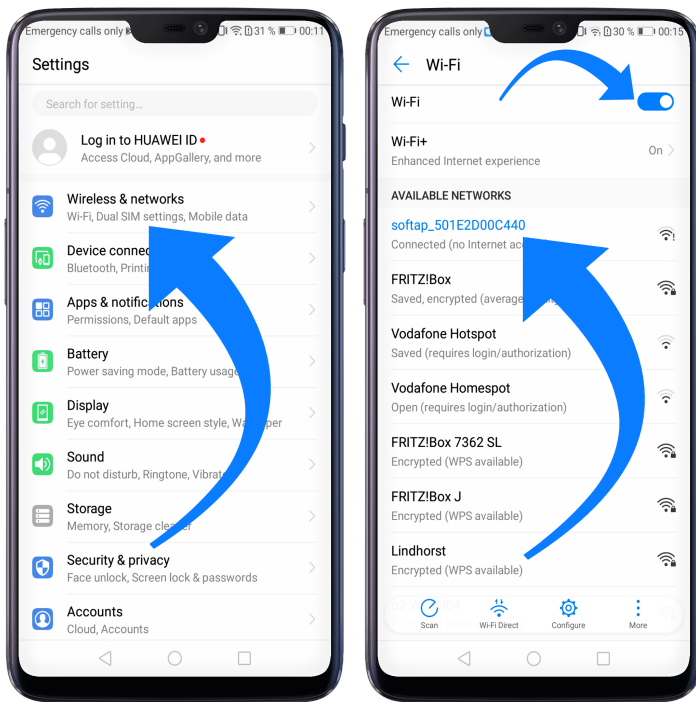 Emergency calls only
31 % 00:11
Settings
Search for setting...
Log in to HUAWEI ID
Access Cloud, AppGallery, and more
Wireless & networks
Wi-Fi, Dual SIM settings, Mobile data
Device
Bluetooth,
Apps &
Permissions, Default apps
Battery
Power saving mode, Battery usage
Display
Eye comfort, Home screen style,
Sound
Do not disturb, Ringtone,
Storage
Memory, Storage
Security & privacy
Face unlock, Screen lock & passwords
Accounts
Cloud, Accounts
Emergency calls only
30 % 00:15
Wi-Fi
Wi-Fi
Wi-Fi+
On
Enhanced Internet experience
AVAILABLE NETWORKS
softap_501E2D00C440
Connected (no Internet
FRITZ!Box
Saved, encrypted (average
Vodafone Hotspot
Saved (requires login/authorization)
Vodafone Homespot
Open (requires login/authorization)
FRITZ!Box 7362 SL
Encrypted (WPS available)
FRITZ!Box J
Encrypted (WPS available)
Lindhorst
Encrypted (WPS available)
Scan Wi-Fi Direct Configure More